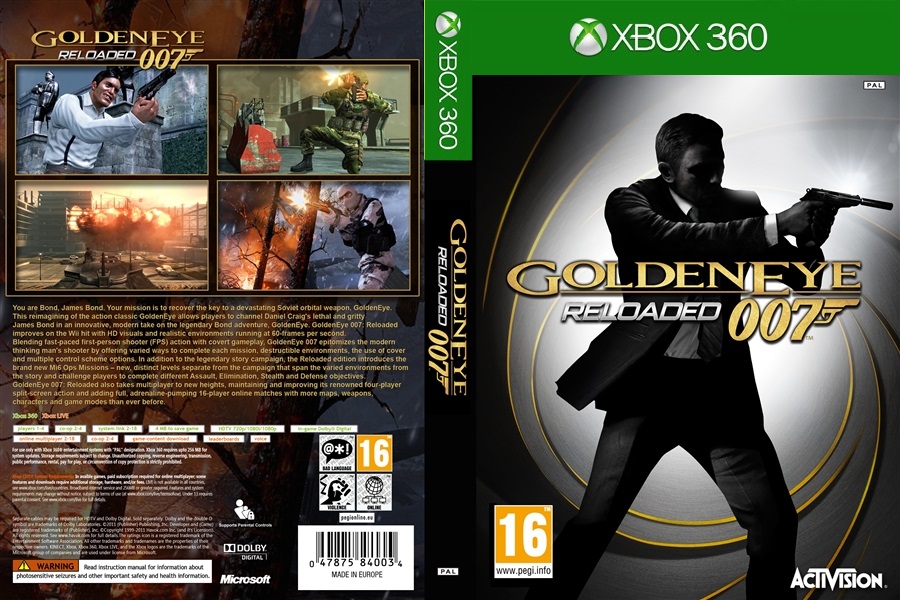 GOLDENEYE
RELOADED 007
You are Bond, James Bond. Your mission is to recover the key to a devastating Soviet orbital weapon, GoldenEye.
This reimagining of the action classic GoldenEye allows players to channel Daniel Craig's lethal and gritty
James Bond in an innovative, modern take on the legendary Bond adventure, GoldenEye. GoldenEye 007: Reloaded
improves on the Wii hit with HD visuals and realistic environments running at 60-frames per second.
Blending fast-paced first-person shooter (FPS) action with covert gameplay, GoldenEye 007 epitomizes the modern
thinking man's shooter by offering varied ways to complete each mission, destructible environments, the use of cover
and multiple control scheme options. In addition to the legendary story campaign, the Reloaded edition introduces the
brand new Mi6 Ops Missions – new, distinct levels separate from the campaign that span the varied environments from
the story and challenge players to complete different Assault, Elimination, Stealth and Defense objectives.
GoldenEye 007: Reloaded also takes multiplayer to new heights, maintaining and improving its renowned four-player
split-screen action and adding full, adrenaline-pumping 16-player online matches with more maps, weapons,
characters and game modes than ever before.
Xbox 360 Xbox LIVE
players 1-4 co-op 2-4 system link 2-16 4 MB to save game HDTV 720p/1080i/1080p in-game Dolby® Digital
online multiplayer 2-16 co-op 2-4 game content download leaderboards voice
@*!
BAD LANGUAGE
16
VIOLENCE
ONLINE
pegionline.eu
Supports Parental Controls
DOLBY
DIGITAL
Microsoft
WARNING Read instruction manual for information about
photosensitive seizures and other important safety and health information.
0 47875 84003 4
MADE IN EUROPE
XBOX 360
GOLDENEYE
RELOADED 007
PAL
XBOX 360
PAL
GOLDENEYE
RELOADED 007
TM
16
www.pegi.info
ACTIVISION